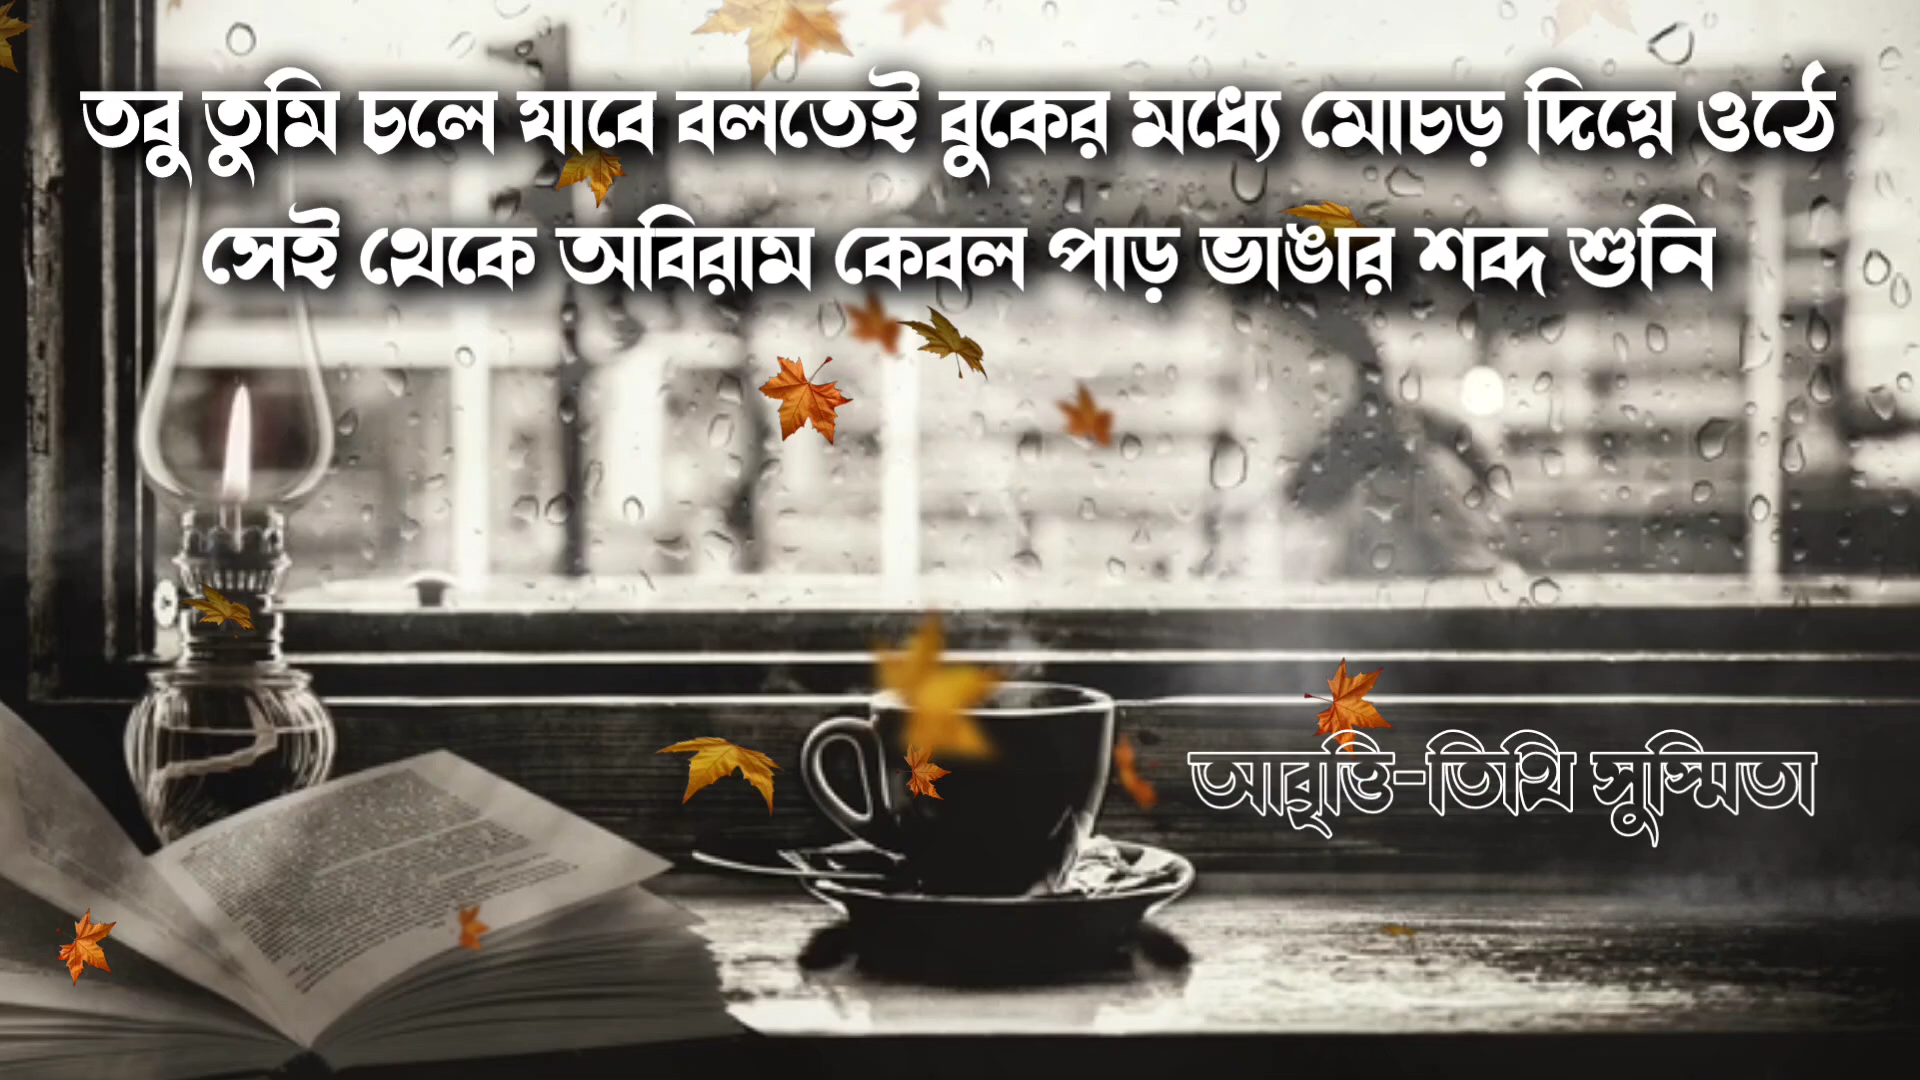 তবু তুমি চলে যাবে বলতেই বুকের মধ্যে মোচড় দিয়ে ওঠে
সেই থেকে অবিরাম কেবল পাড় ভাঙার শব্দ শুনি
আবৃত্তি-তিথি সুস্মিতা